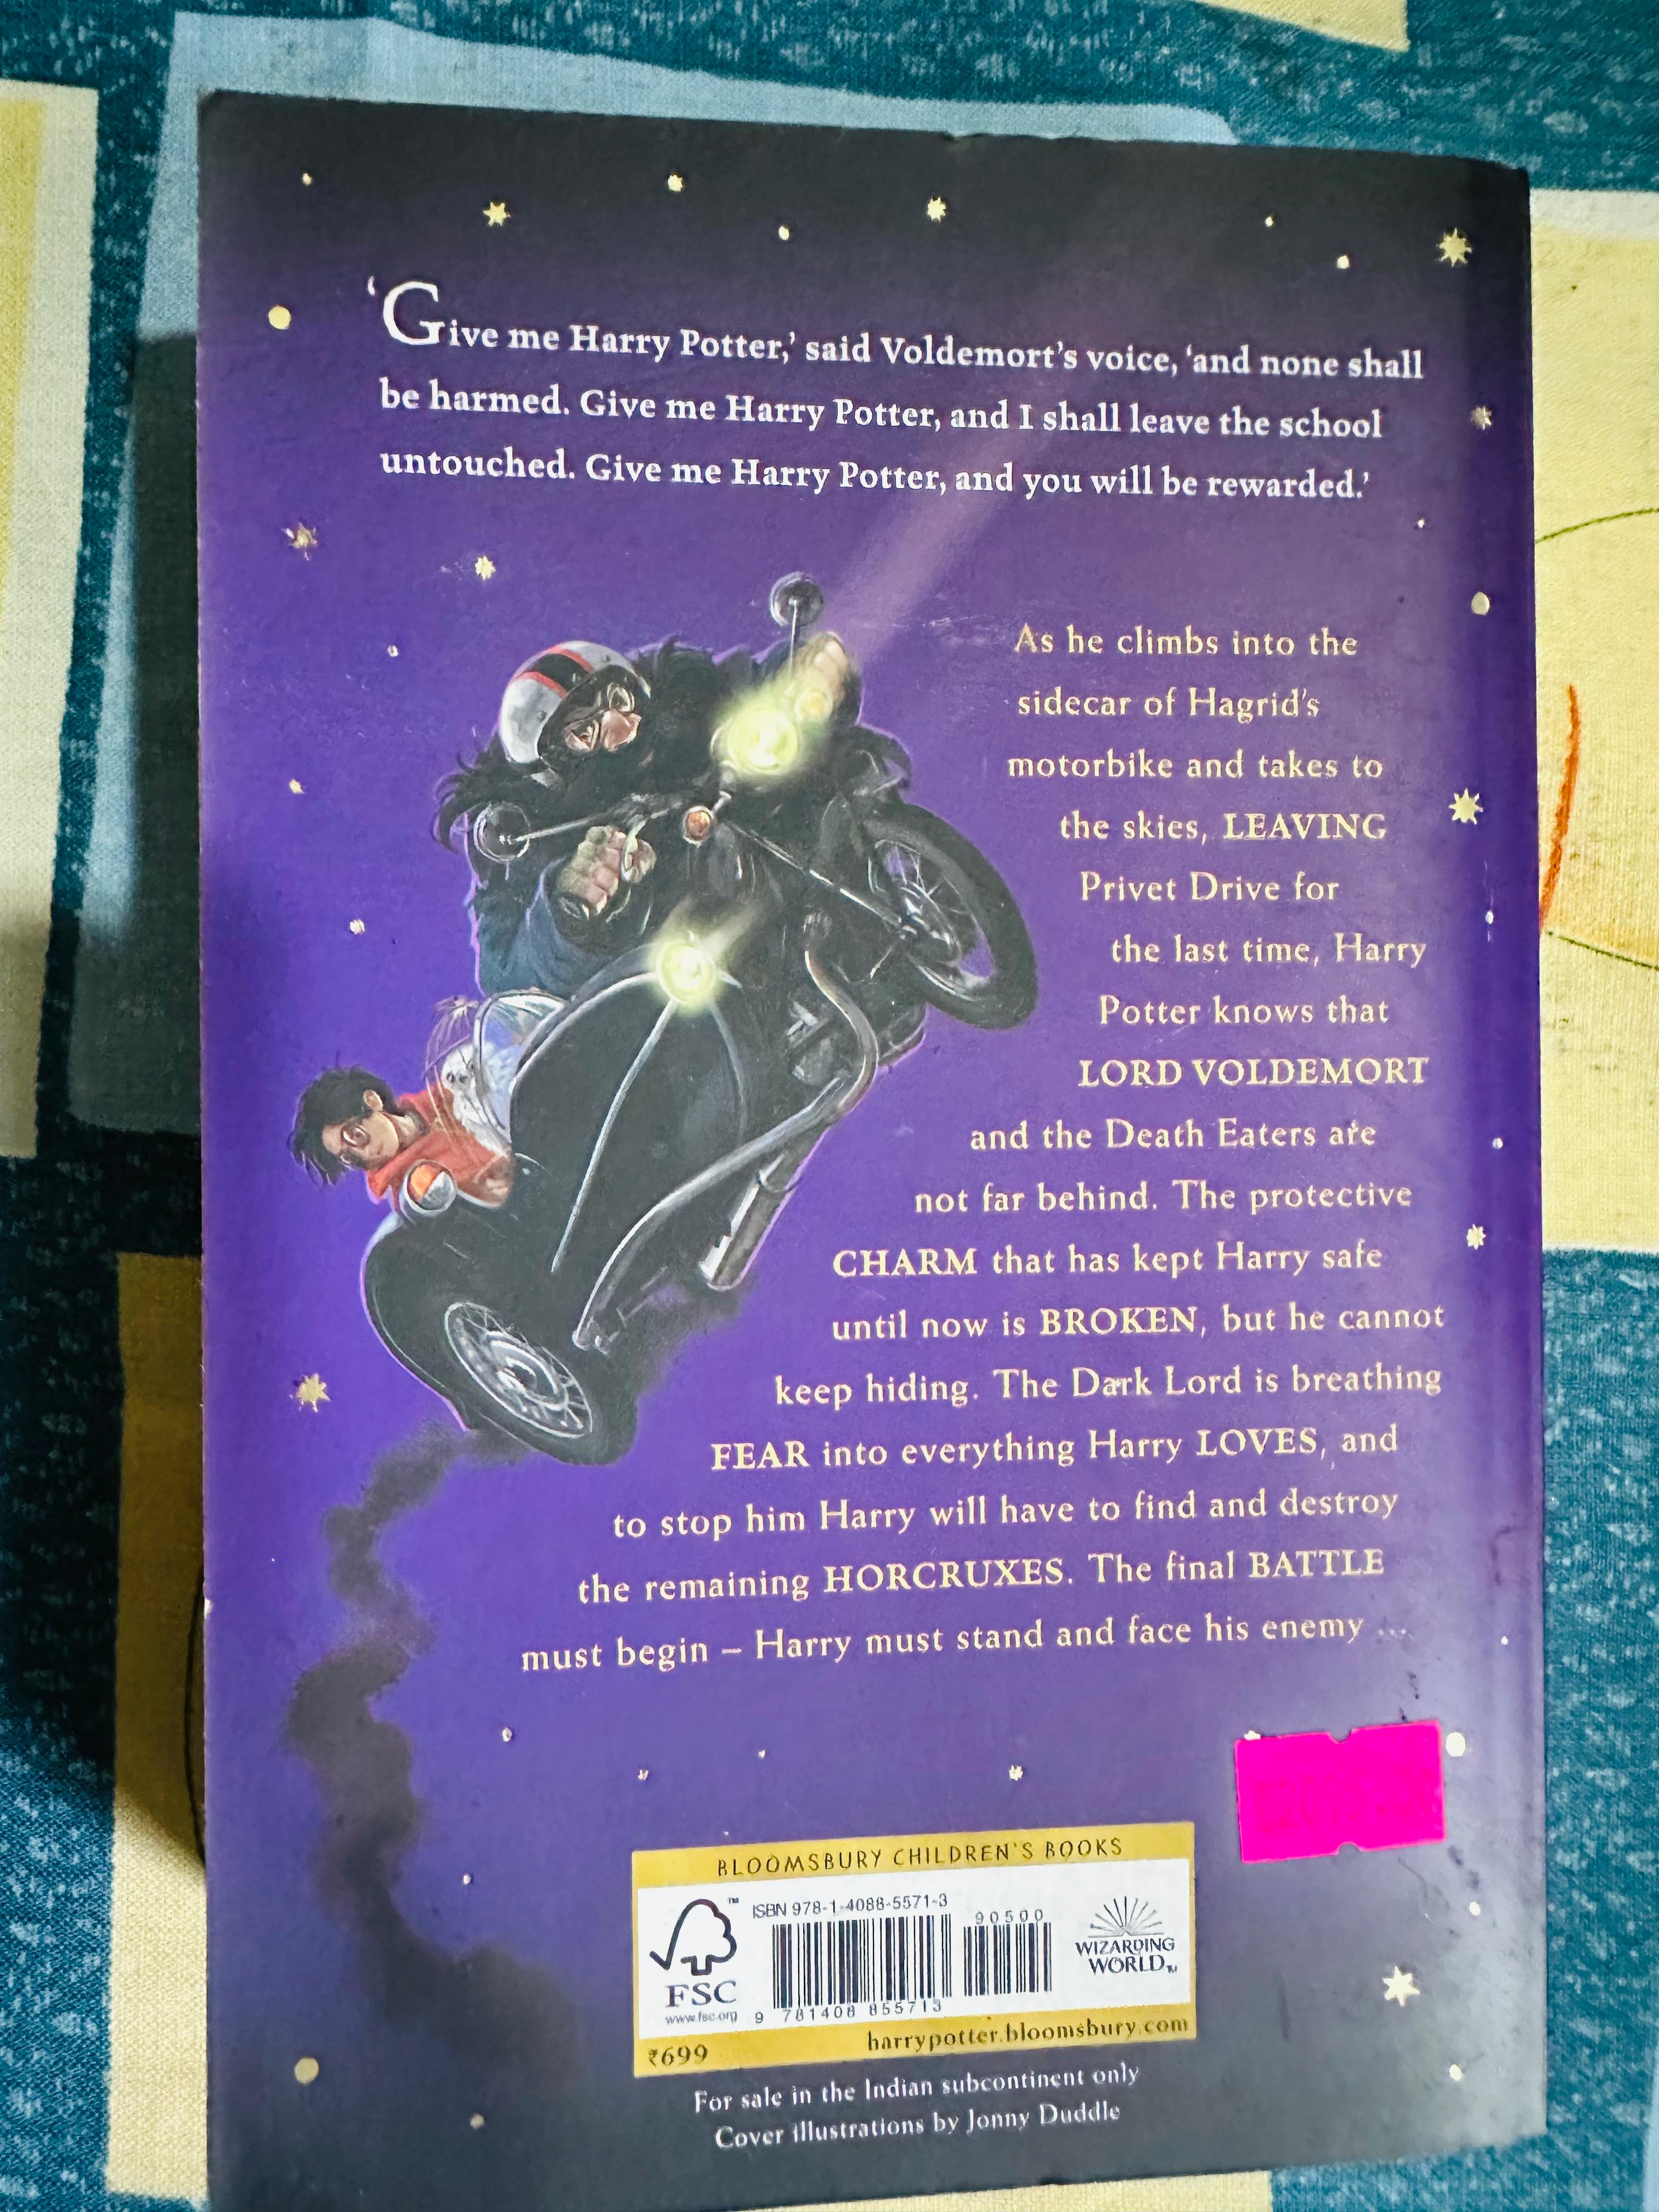 ‘Give me Harry Potter,’ said Voldemort’s voice, ‘and none shall
be harmed. Give me Harry Potter, and I shall leave the school
untouched. Give me Harry Potter, and you will be rewarded.’
As he climbs into the
sidecar of Hagrid’s
motorbike and takes to
the skies, LEAVING
Privet Drive for
the last time, Harry
Potter knows that
LORD VOLDEMORT
and the Death Eaters are
not far behind. The protective
CHARM that has kept Harry safe
until now is BROKEN, but he cannot
keep hiding. The Dark Lord is breathing
FEAR into everything Harry LOVES, and
to stop him Harry will have to find and destroy
the remaining HORCRUXES. The final BATTLE
must begin – Harry must stand and face his enemy ...
BLOOMSBURY CHILDREN’S BOOKS
FSC
™
www.fsc.org
ISBN 978-1-4088-5571-3
90500
9 781408 855713
WIZARDING
WORLD™
₹699
harrypotter.bloomsbury.com
For sale in the Indian subcontinent only
Cover illustrations by Jonny Duddle